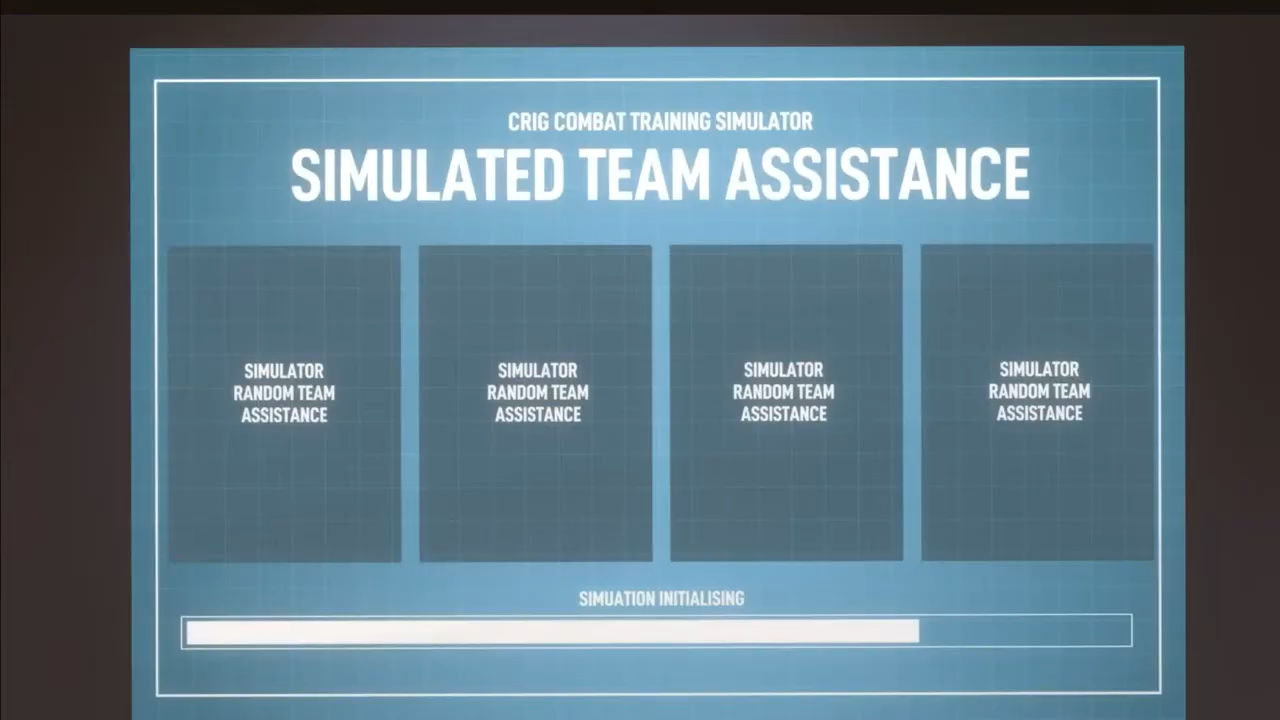 CRIG COMBAT TRAINING SIMULATOR
SIMULATED TEAM ASSISTANCE
SIMULATOR
RANDOM TEAM
ASSISTANCE
SIMULATOR
RANDOM TEAM
ASSISTANCE
SIMULATOR
RANDOM TEAM
ASSISTANCE
SIMULATOR
RANDOM TEAM
ASSISTANCE
SIMUATION INITIALISING